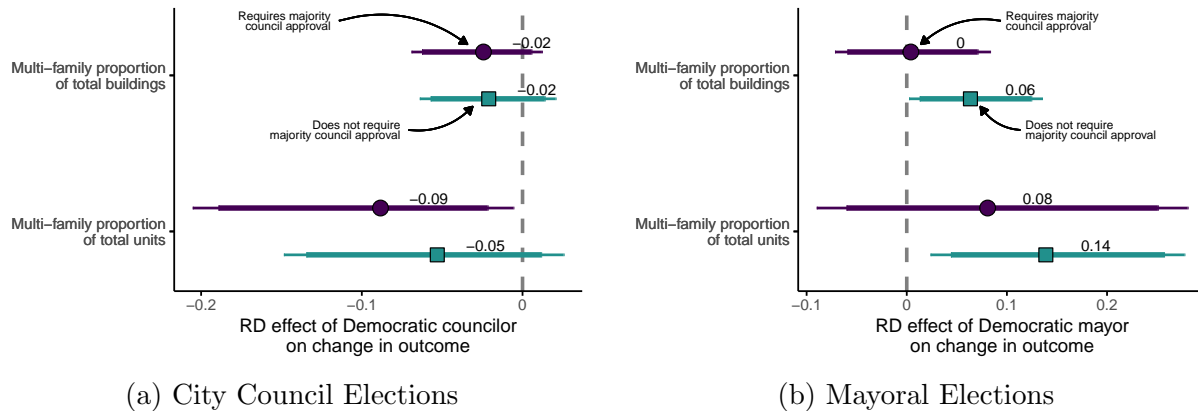 Requires majority
council approval
−0.02
Multi−family proportion
of total buildings
−0.02
Does not require
majority council approval
−0.09
Multi−family proportion
of total units
−0.05
−0.2
−0.1
0
RD effect of Democratic councilor
on change in outcome
(a) City Council Elections
Requires majority
council approval
0
Multi−family proportion
of total buildings
0.06
Does not require
majority council approval
0.08
Multi−family proportion
of total units
0.14
−0.1
0
0.1
0.2
RD effect of Democratic mayor
on change in outcome
(b) Mayoral Elections